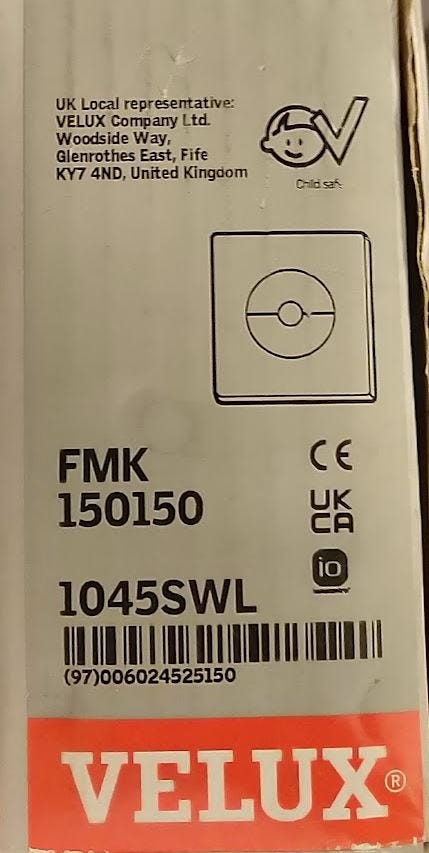 UK Local representative:
VELUX Company Ltd.
Woodside Way,
Glenrothes East, Fife
KY7 4ND, United Kingdom
Child safe
FMK
150150
CE
UK
CA
io
1045SWL
(97)006024525150
VELUX®